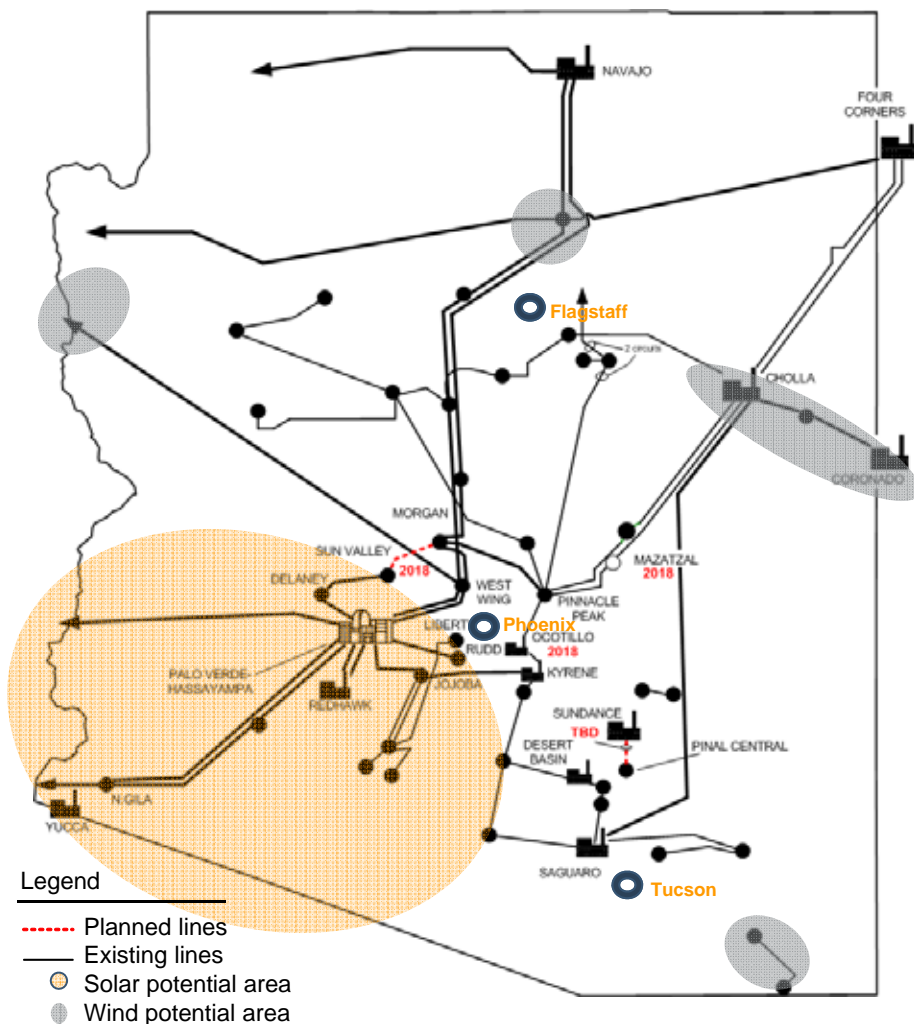 NAVAJO
FOUR
CORNERS
Flagstaff
2 circuits
CHOLLA
CORONADO
MORGAN
SUN VALLEY
2018
DELANEY
WEST
WING
MAZATZAL
2018
PINNACLE
PEAK
LIBERT
Phoenix
OCOTILLO
2018
RUDD
PALO VERDE-
HASSAYAMPA
JOJOBA
KYRENE
REDHAWK
SUNDANCE
TBD
DESERT
BASIN
PINAL CENTRAL
N.GILA
YUCCA
SAGUARO
Tucson
Legend
Planned lines
Existing lines
Solar potential area
Wind potential area